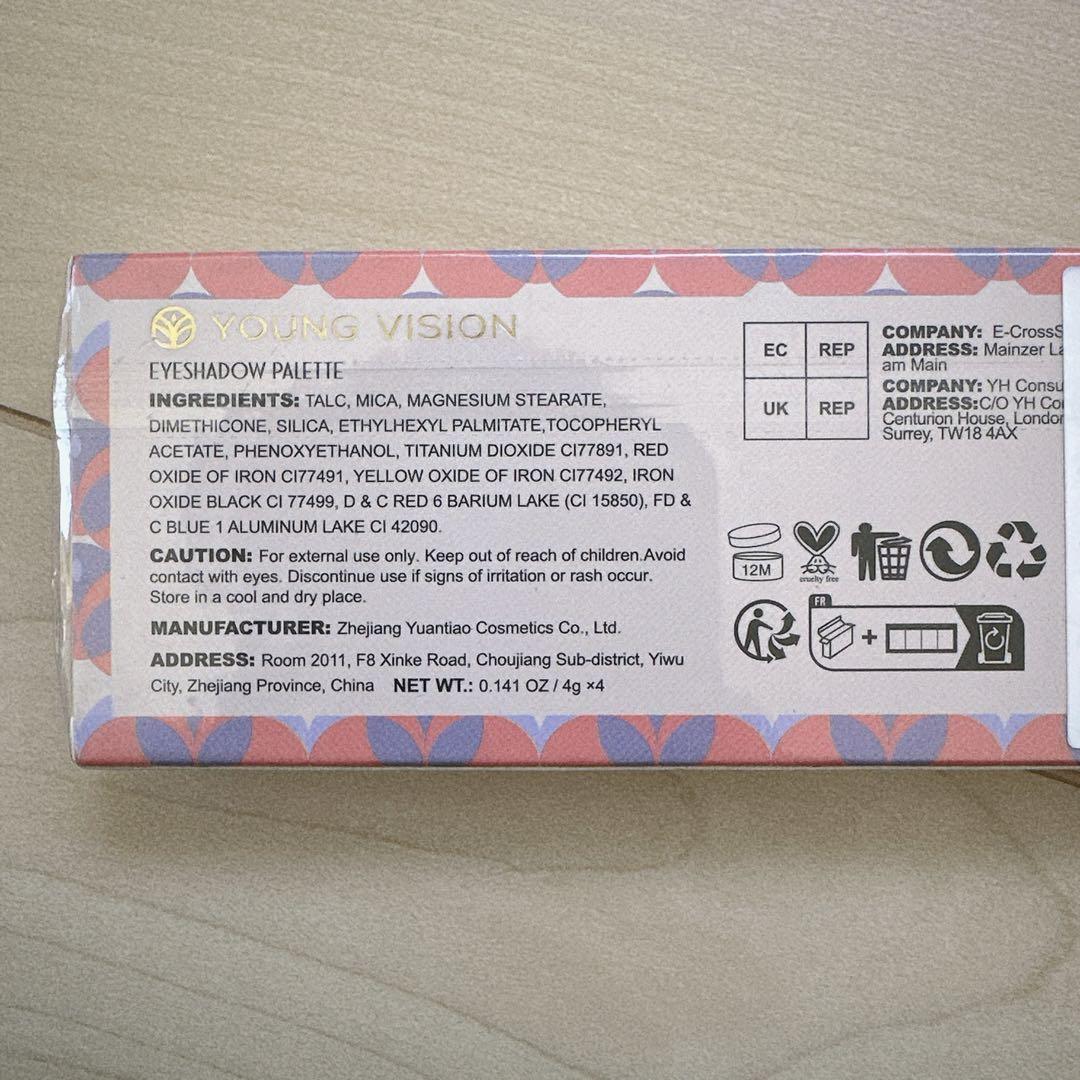 YOUNG VISION
EYESHADOW PALETTE
INGREDIENTS: TALC, MICA, MAGNESIUM STEARATE,
DIMETHICONE, SILICA, ETHYLHEXYL PALMITATE,TOCOPHERYL
ACETATE, PHENOXYETHANOL, TITANIUM DIOXIDE CI77891, RED
OXIDE OF IRON CI77491, YELLOW OXIDE OF IRON CI77492, IRON
OXIDE BLACK CI 77499, D & C RED 6 BARIUM LAKE (CI 15850), FD &
C BLUE 1 ALUMINUM LAKE CI 42090.
CAUTION: For external use only. Keep out of reach of children.Avoid
contact with eyes. Discontinue use if signs of irritation or rash occur.
Store in a cool and dry place.
MANUFACTURER: Zhejiang Yuantiao Cosmetics Co., Ltd.
ADDRESS: Room 2011, F8 Xinke Road, Choujiang Sub-district, Yiwu
City, Zhejiang Province, China NET WT.: 0.141 OZ / 4g ×4
EC REP
UK REP
COMPANY: E-CrossS
ADDRESS: Mainzer La
am Main
COMPANY: YH Consu
ADDRESS:C/O YH Co
Centurion House, London
Surrey, TW18 4AX
12M
cruelty free
FR
+